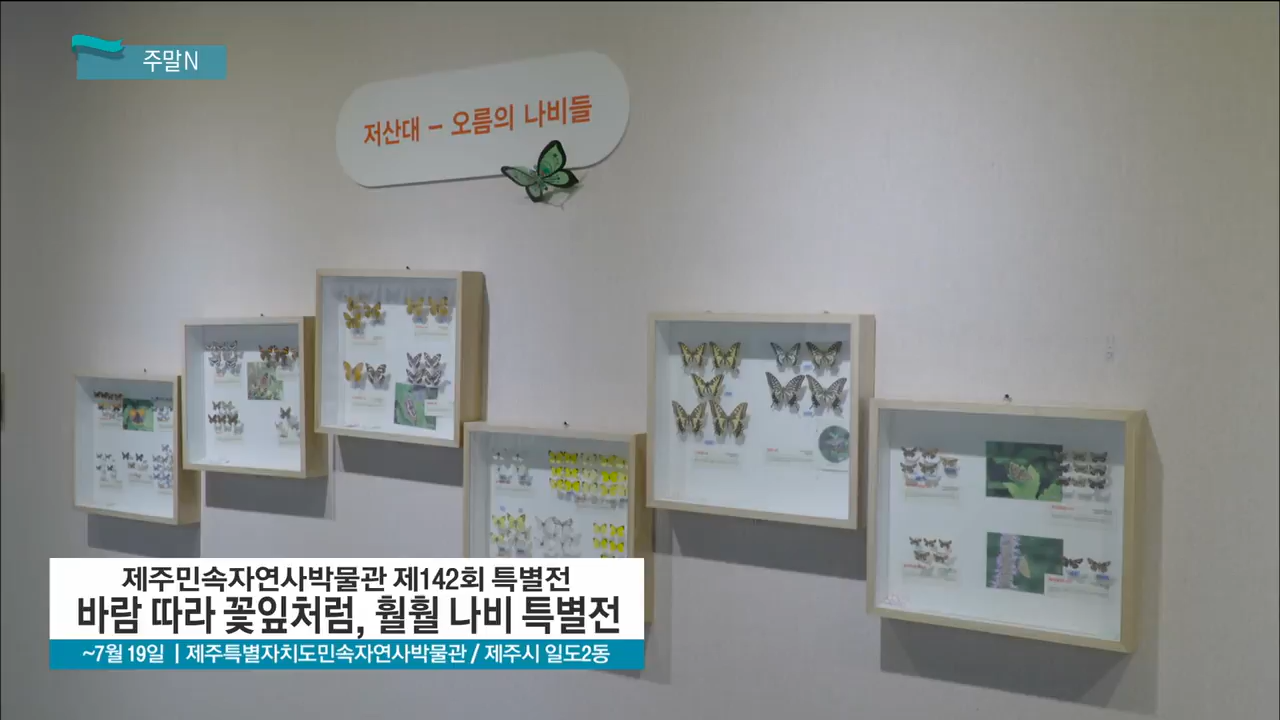 주말N
저산대 – 오름의 나비들
제주민속자연사박물관 제142회 특별전
바람 따라 꽃잎처럼, 훨훨 나비 특별전
~7월 19일 | 제주특별자치도민속자연사박물관 / 제주시 일도2동